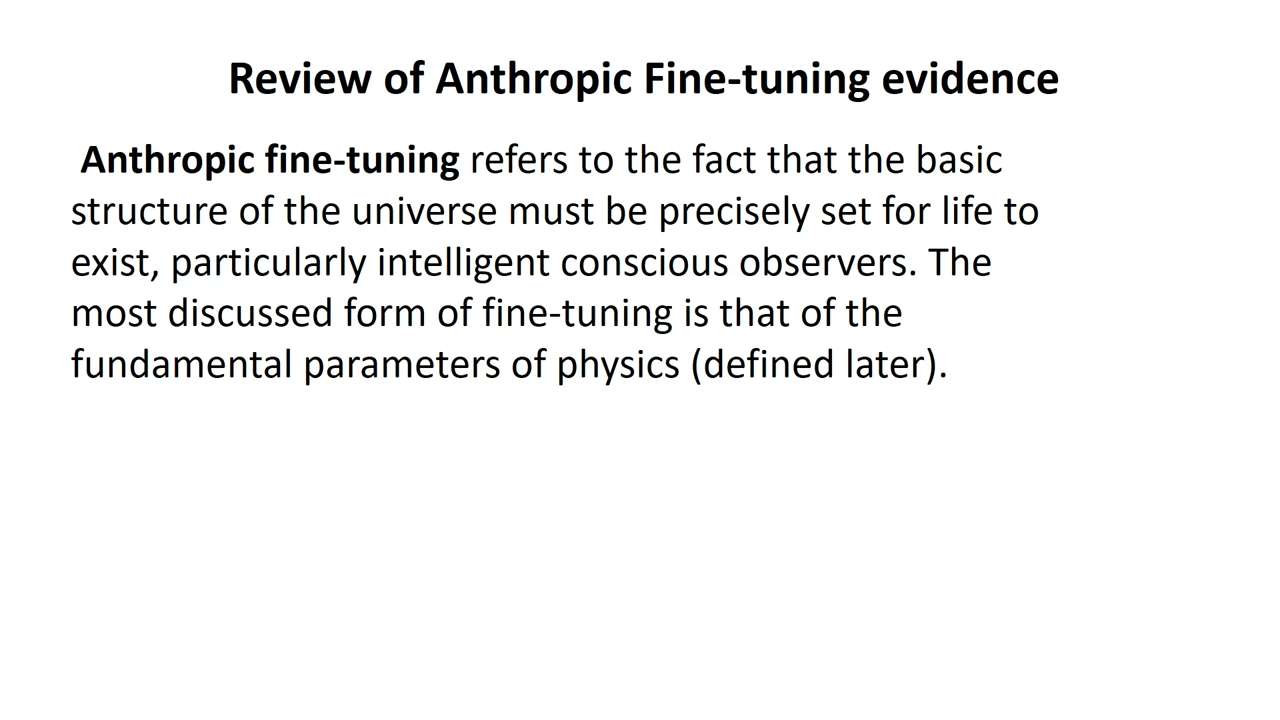 Review of Anthropic Fine-tuning evidence
Anthropic fine-tuning refers to the fact that the basic
structure of the universe must be precisely set for life to
exist, particularly intelligent conscious observers. The
most discussed form of fine-tuning is that of the
fundamental parameters of physics (defined later).